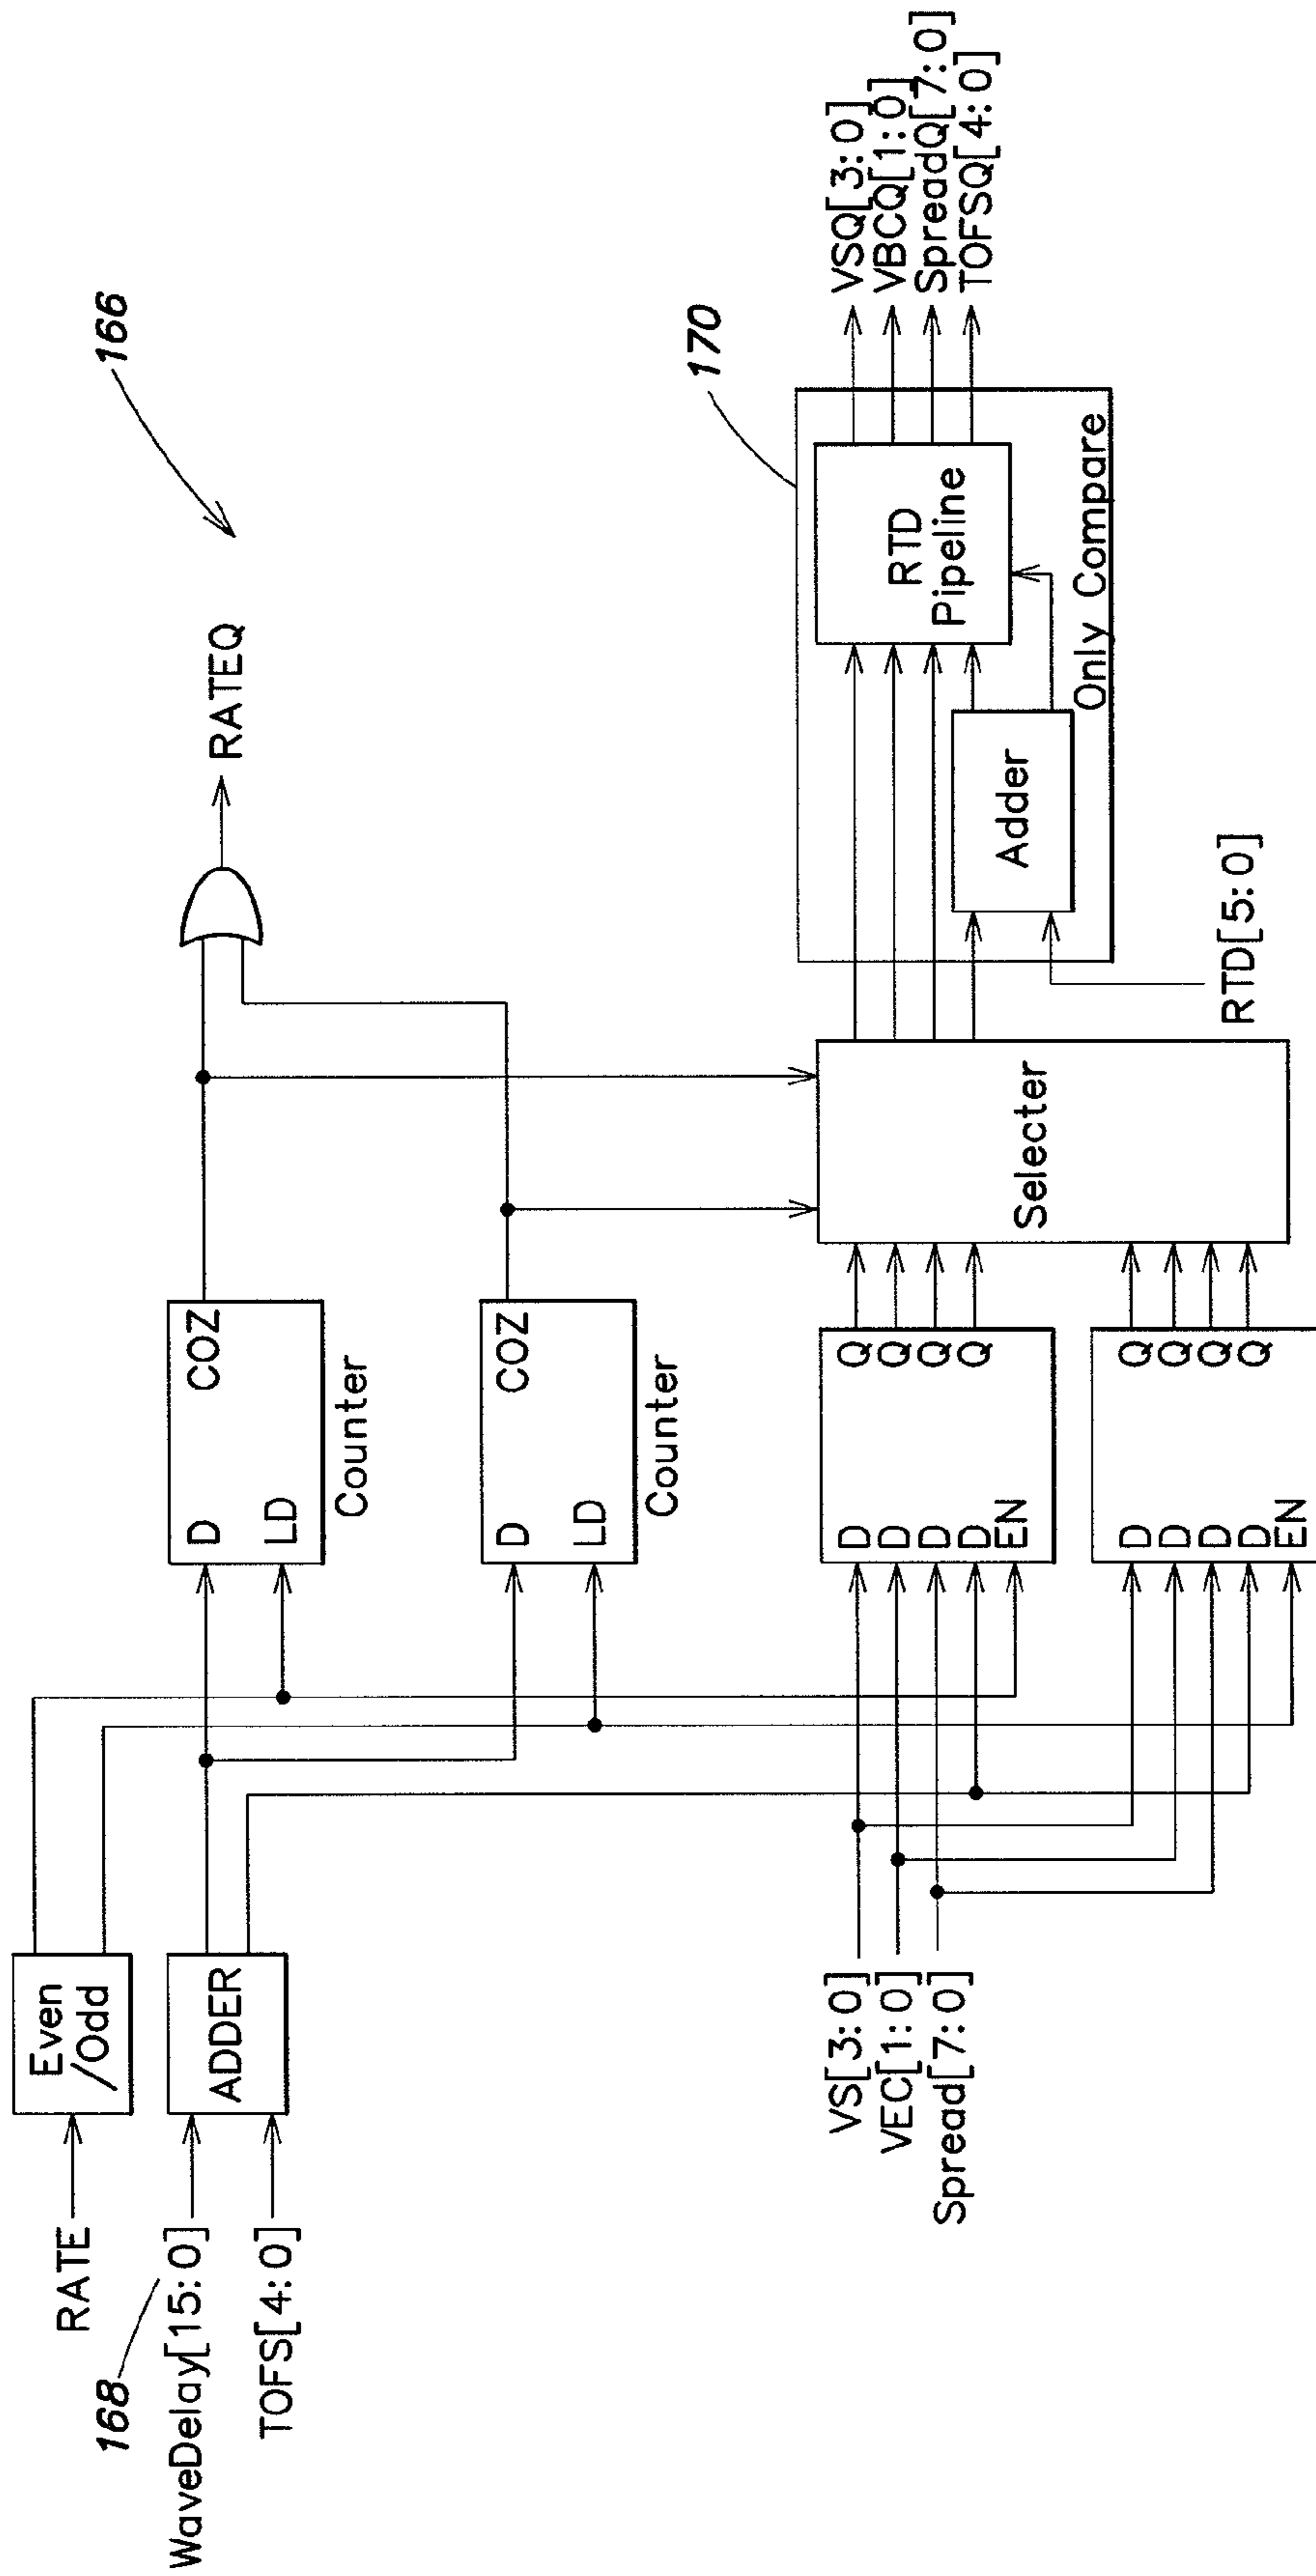 166
RATE
Even
/Odd
168
WaveDelay[15:0]
TOFS[4:0]
ADDER
D COZ
LD
Counter
RATEQ
D COZ
LD
Counter
VS[3:0]
VEC[1:0]
Spread[7:0]
D Q
D Q
D Q
D Q
EN
D Q
D Q
D Q
D Q
EN
Selecter
RTD[5:0]
170
Adder
RTD
Pipeline
Only Compare
VSQ[3:0]
VBCQ[1:0]
SpreadQ[7:0]
TOFSQ[4:0]